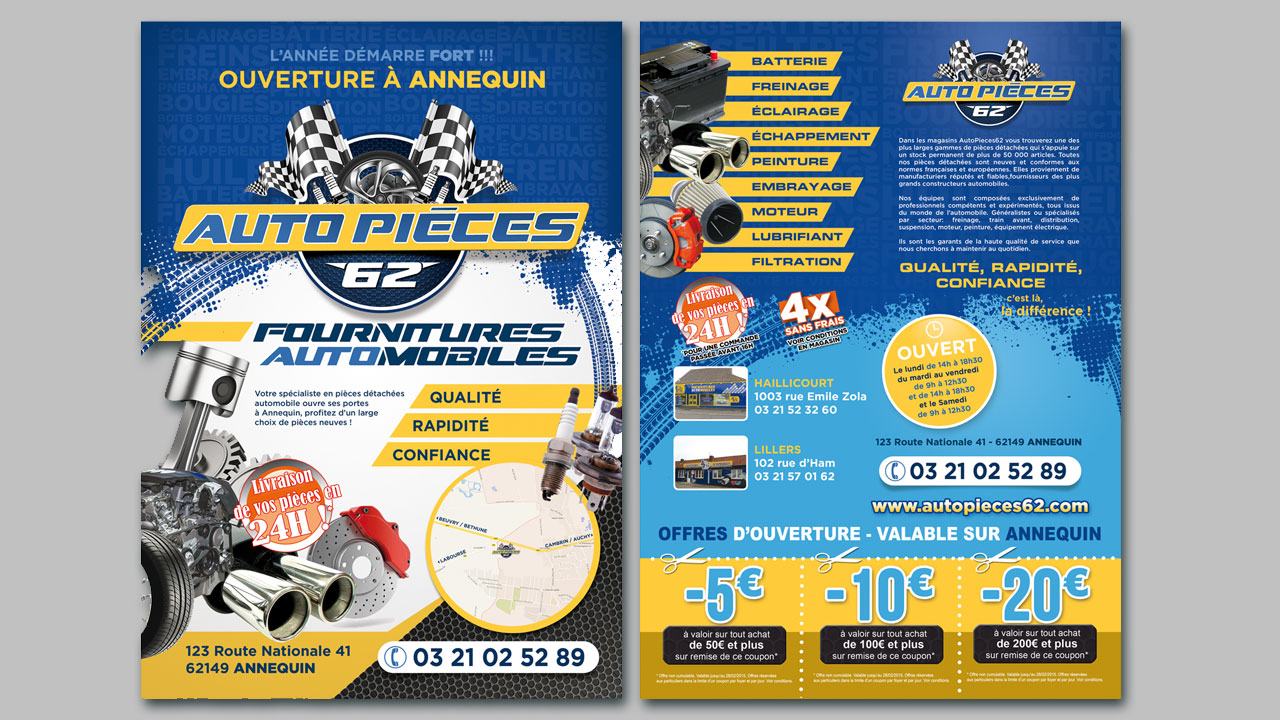 L'ANNÉE DÉMARRE FORT !!!
OUVERTURE À ANNEQUIN
AUTO PIÉCES
62
FOURNITURES
AUTOMOBILES
Votre spécialiste en pièces détachées
automobile ouvre ses portes
à Annequin, profitez d'un large
choix de pièces neuves !
QUALITÉ
RAPIDITÉ
CONFIANCE
Livraison
de vos pièces en
24H !
BEUVRY / BETHUNE
CAMBRIN / AUCHY
LABOURSE
123 Route Nationale 41
62149 ANNEQUIN
03 21 02 52 89
BATTERIE
FREINAGE
ÉCLAIRAGE
ÉCHAPPEMENT
PEINTURE
EMBRAYAGE
MOTEUR
LUBRIFIANT
FILTRATION
AUTO PIÉCES
62
Dans les magasins AutoPieces62 vous trouverez une des
plus larges gammes de pièces détachées qui s'appuie sur
un stock permanent de plus de 50 000 articles. Toutes
nos pièces détachées sont neuves et conformes aux
normes françaises et européennes. Elles proviennent de
manufacturiers réputés et fiables,fournisseurs des plus
grands constructeurs automobiles.
Nos équipes sont composées exclusivement de
professionnels compétents et expérimentés, tous issus
du monde de l'automobile. Généralistes ou spécialisés
par secteur: freinage, train avant, distribution,
suspension, moteur, peinture, équipement électrique.
Ils sont les garants de la haute qualité de service que
nous cherchons à maintenir au quotidien.
QUALITÉ, RAPIDITÉ,
CONFIANCE
c'est là,
la différence !
Livraison
de vos pièces en
24H !
POUR UNE COMMANDE
PASSÉE AVANT 16H
4X
SANS FRAIS
VOIR CONDITIONS
EN MAGASIN
OUVERT
Le lundi de 14h à 18h30
du mardi au vendredi
de 9h à 12h30
et de 14h à 18h30
et le Samedi
de 9h à 12h30
HAILLICOURT
1003 rue Emile Zola
03 21 52 32 60
LILLERS
102 rue d'Ham
03 21 57 01 62
123 Route Nationale 41 - 62149 ANNEQUIN
03 21 02 52 89
www.autopieces62.com
OFFRES D'OUVERTURE - VALABLE SUR ANNEQUIN
-5€
à valoir sur tout achat
de 50€ et plus
sur remise de ce coupon*
-10€
à valoir sur tout achat
de 100€ et plus
sur remise de ce coupon*
-20€
à valoir sur tout achat
de 200€ et plus
sur remise de ce coupon*